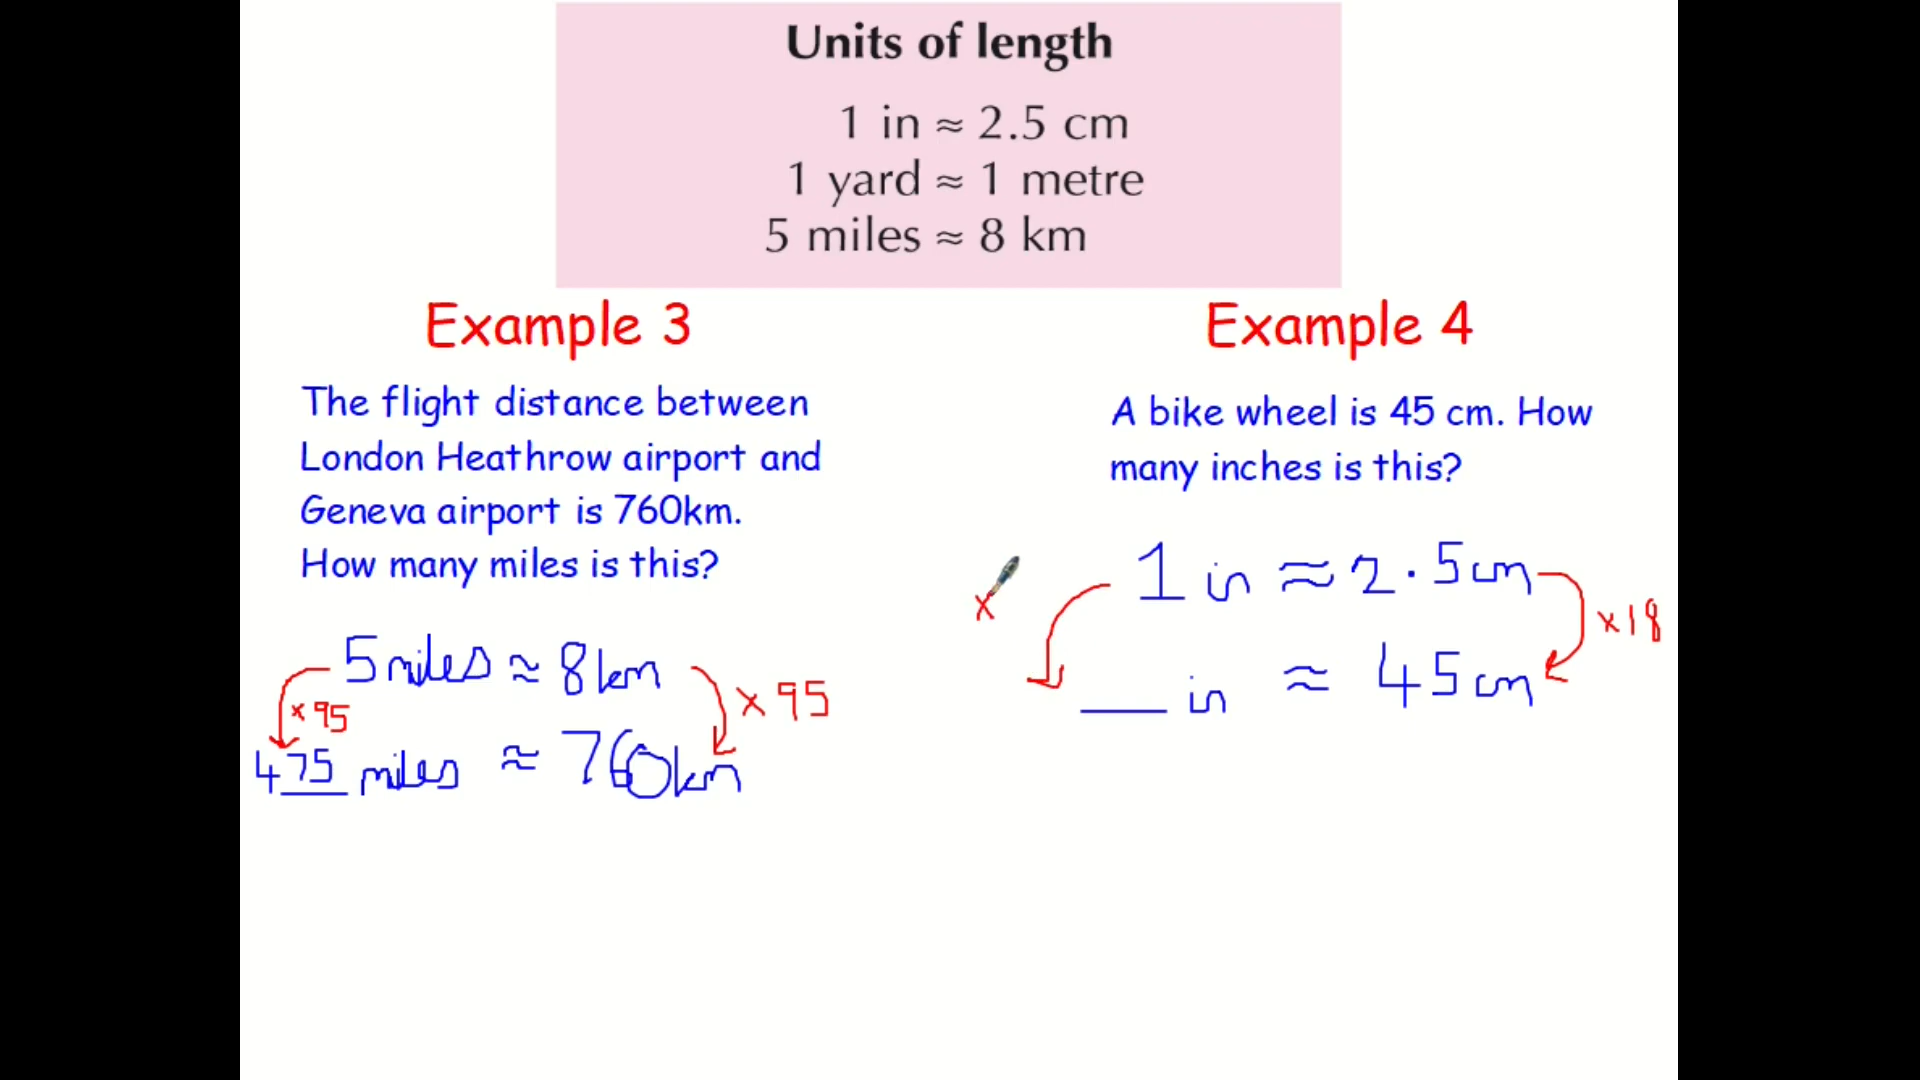 Units of length
1 in ≈ 2.5 cm
1 yard ≈ 1 metre
5 miles ≈ 8 km
Example 3
The flight distance between
London Heathrow airport and
Geneva airport is 760km.
How many miles is this?
5 miles ≈ 8 km
× 95
× 95
475 miles ≈ 760 km
Example 4
A bike wheel is 45 cm. How
many inches is this?
1 in ≈ 2.5 cm
×
×18
__ in ≈ 45 cm